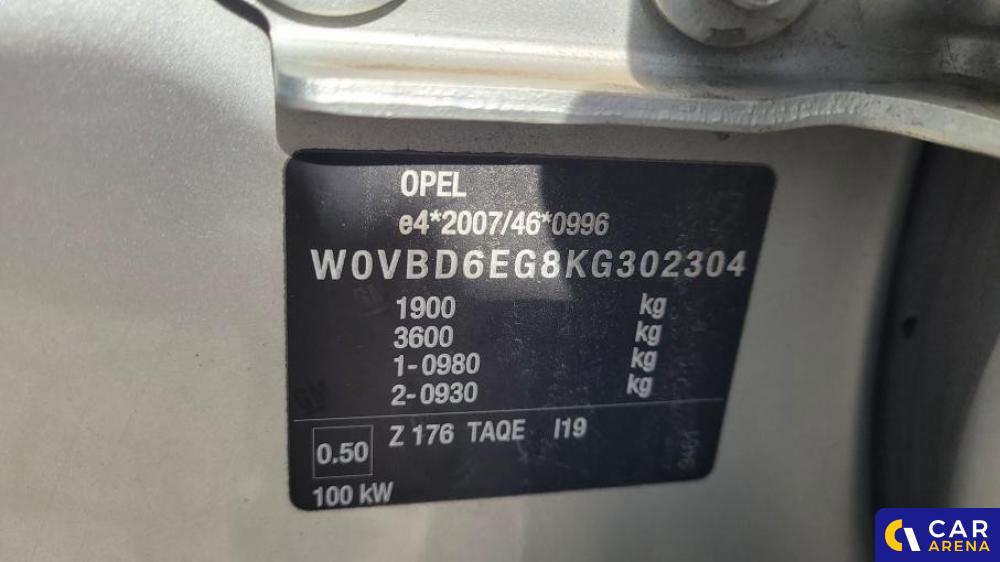 OPEL
e4*2007/46*0996
W0VBD6EG8KG302304
1900 kg
3600 kg
1-0980 kg
2-0930 kg
0.50 Z 176 TAQE I19
100 kW
CAR
ARENA